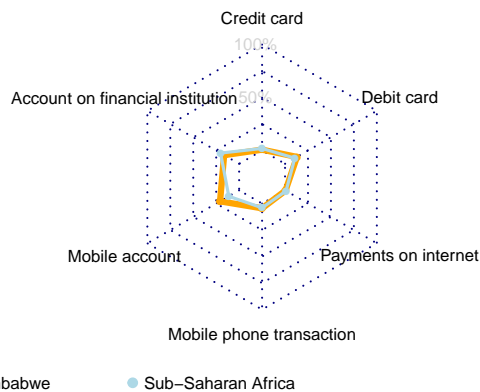 Credit card
100%
Account on financial institution
50%
Debit card
Mobile account
Payments on internet
Mobile phone transaction
nbabwe
Sub−Saharan Africa